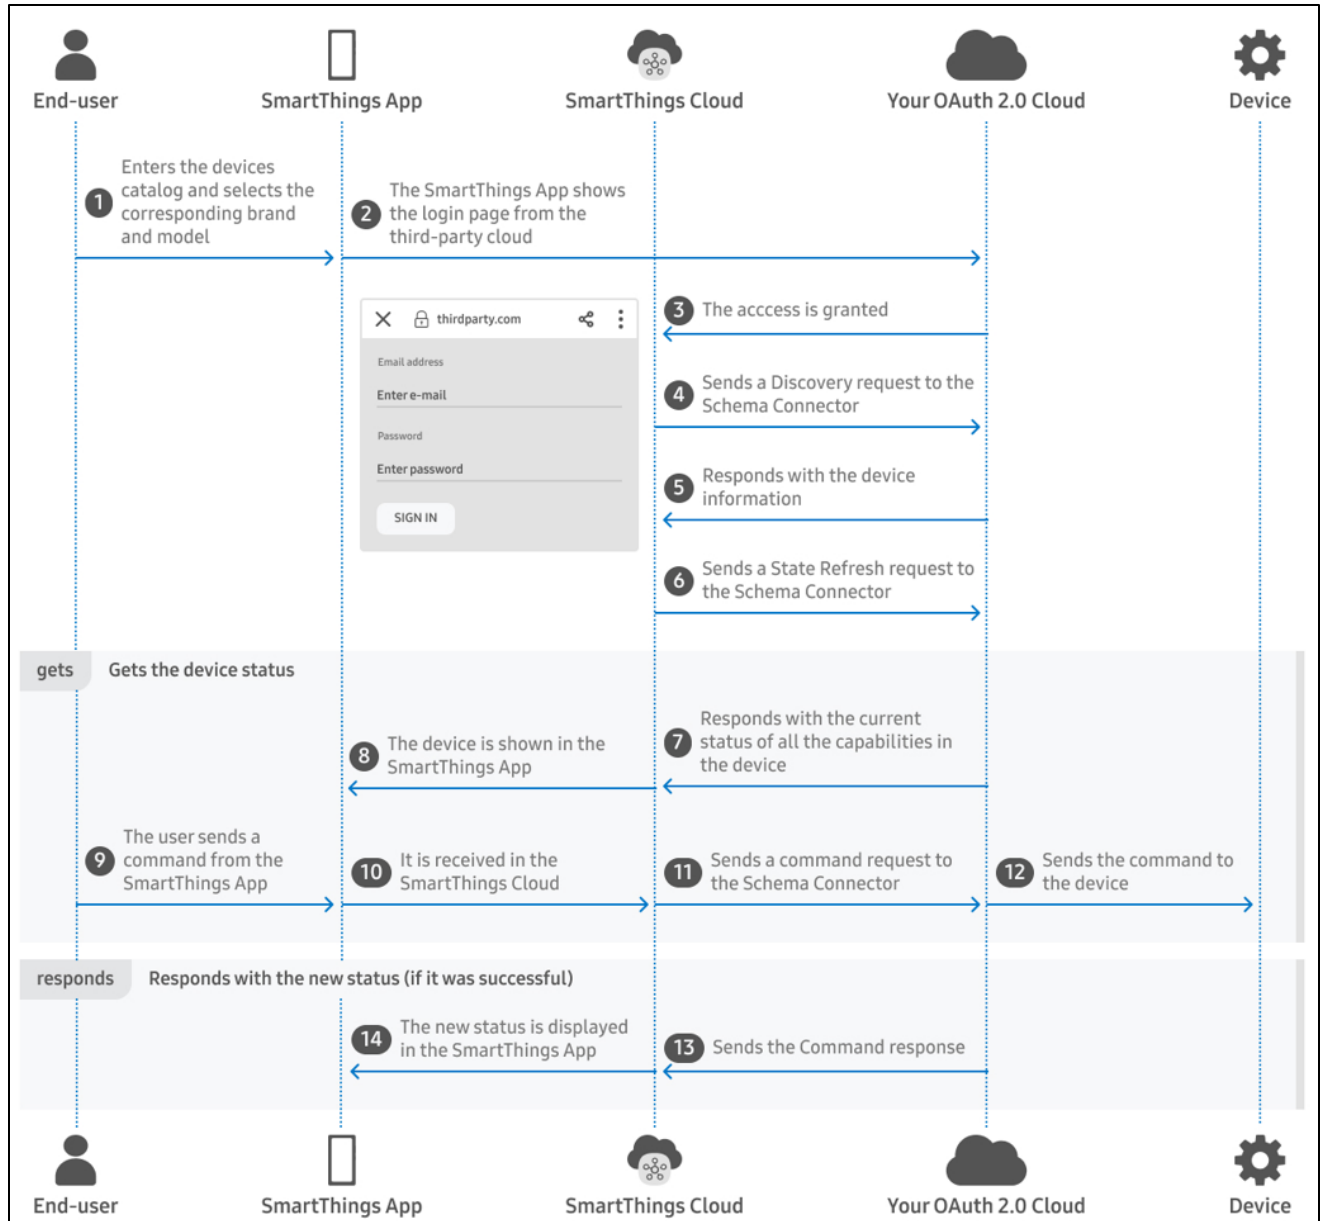 End-user
SmartThings App
SmartThings Cloud
Your OAuth 2.0 Cloud
Device
1
Enters the devices
catalog and selects the
corresponding brand
and model
2
The SmartThings App shows
the login page from the
third-party cloud
thirdparty.com
Email address
Enter e-mail
Password
Enter password
SIGN IN
3
The acccess is granted
4
Sends a Discovery request to the
Schema Connector
5
Responds with the device
information
6
Sends a State Refresh request to
the Schema Connector
gets
Gets the device status
7
Responds with the current
status of all the capabilities in
the device
8
The device is shown in the
SmartThings App
9
The user sends a
command from the
SmartThings App
10
It is received in the
SmartThings Cloud
11
Sends a command request to
the Schema Connector
12
Sends the command to
the device
responds
Responds with the new status (if it was successful)
14
The new status is displayed
in the SmartThings App
13
Sends the Command response
End-user
SmartThings App
SmartThings Cloud
Your OAuth 2.0 Cloud
Device